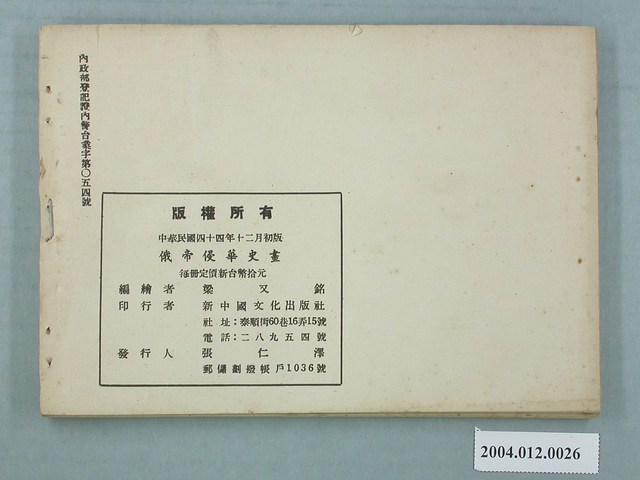 內政部登記證內警台業字第〇五四號
版權所有
中華民國四十四年十二月初版
俄帝侵華史畫
每冊定價新台幣拾元
編繪者 梁又銘
印行者 新中國文化出版社
社址：泰順街60巷16弄15號
電話：二八九五四號
發行人 張仁澤
郵儲劃撥帳戶1036號
2004.012.0026